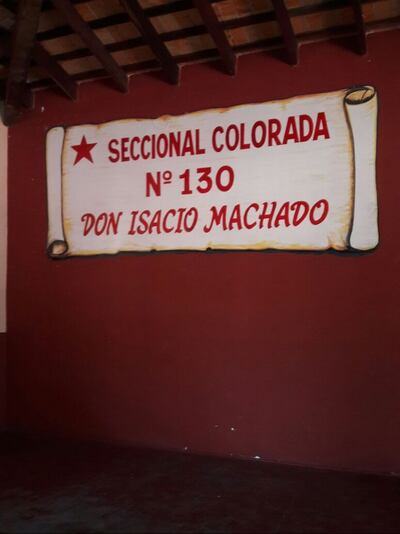 SECCIONAL COLORADA
Nº 130
DON ISACIO MACHADO